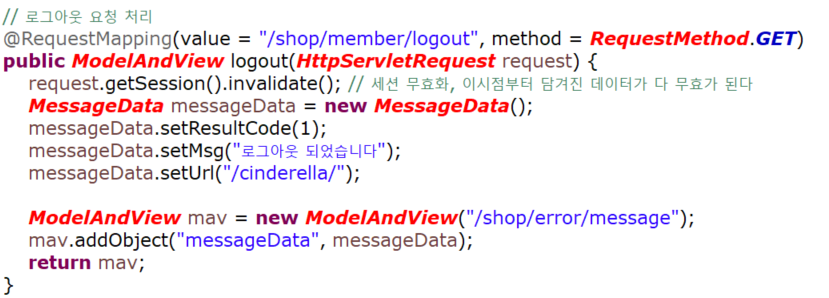 // 로그아웃 요청 처리
@RequestMapping(value = "/shop/member/logout", method = RequestMethod.GET)
public ModelAndView logout(HttpServletRequest request) {
    request.getSession().invalidate(); // 세션 무효화, 이시점부터 담겨진 데이터가 다 무효가 된다
    MessageData messageData = new MessageData();
    messageData.setResultCode(1);
    messageData.setMsg("로그아웃 되었습니다");
    messageData.setUrl("/cinderella/");

    ModelAndView mav = new ModelAndView("/shop/error/message");
    mav.addObject("messageData", messageData);
    return mav;
}